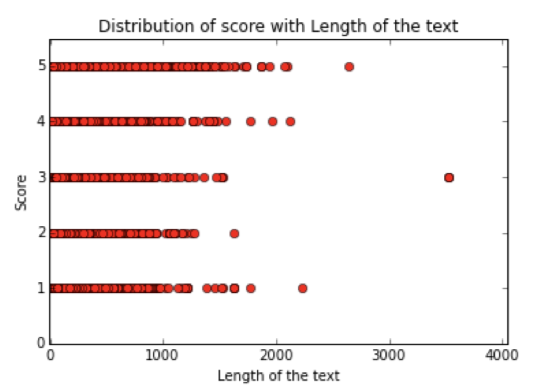 Distribution of score with Length of the text
5
4
3
2
1
0
Score
0 1000 2000 3000 4000
Length of the text